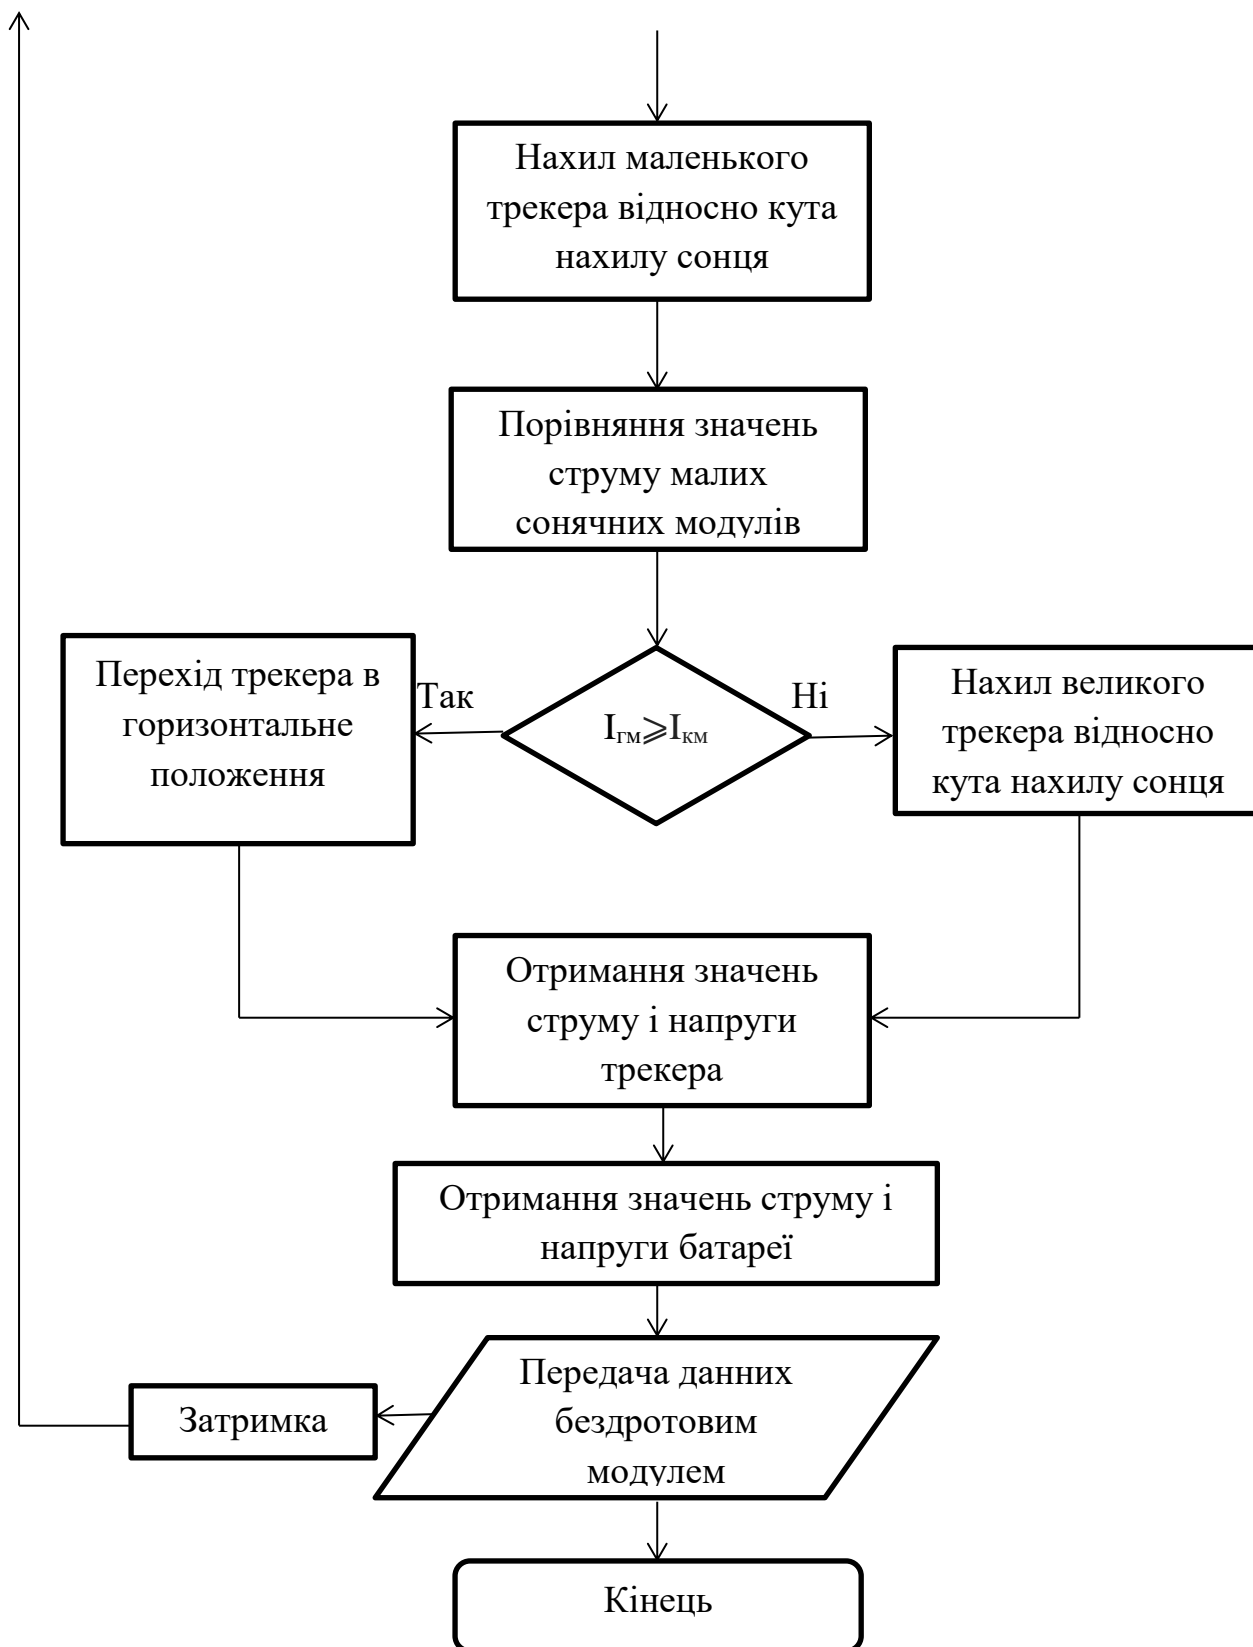 Нахил маленького
трекера відносно кута
нахилу сонця
Порівняння значень
струму малих
сонячних модулів
Перехід трекера в
горизонтальне
положення
Так
Iгм⩾Iкм
Ні
Нахил великого
трекера відносно
кута нахилу сонця
Отримання значень
струму і напруги
трекера
Отримання значень струму і
напруги батареї
Передача данних
бездротовим
модулем
Затримка
Кінець